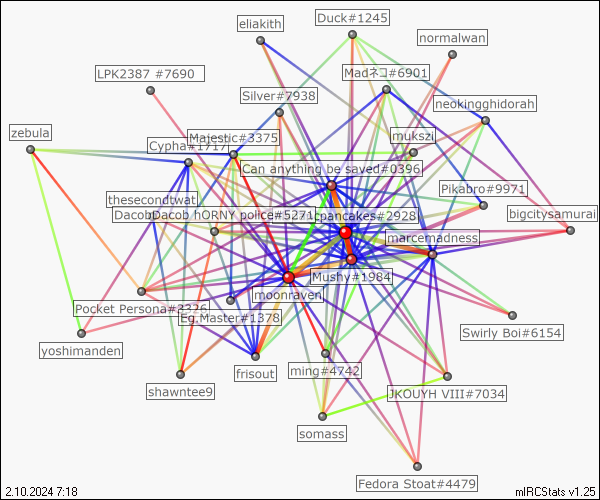 Duck#1245
eliakith
normalwan
LPK2387 #7690
Madネコ#6901
Silver#7938
neokingghidorah
zebula
Majestic#3375
mukszi
Cypha#1717
Can anything be saved#0396
Pikabro#9971
thesecondtwat
bigcitysamurai
DacobDacob hORNY police#5271
pancakes#2928
marcemadness
Mushy#1984
moonraven
Pocket Persona#3326
Eg.Master#1378
Swirly Boi#6154
yoshimanden
frisout
ming#4742
shawntee9
JKOUYH VIII#7034
somass
Fedora Stoat#4479
2.10.2024 7:18
mIRCStats v1.25